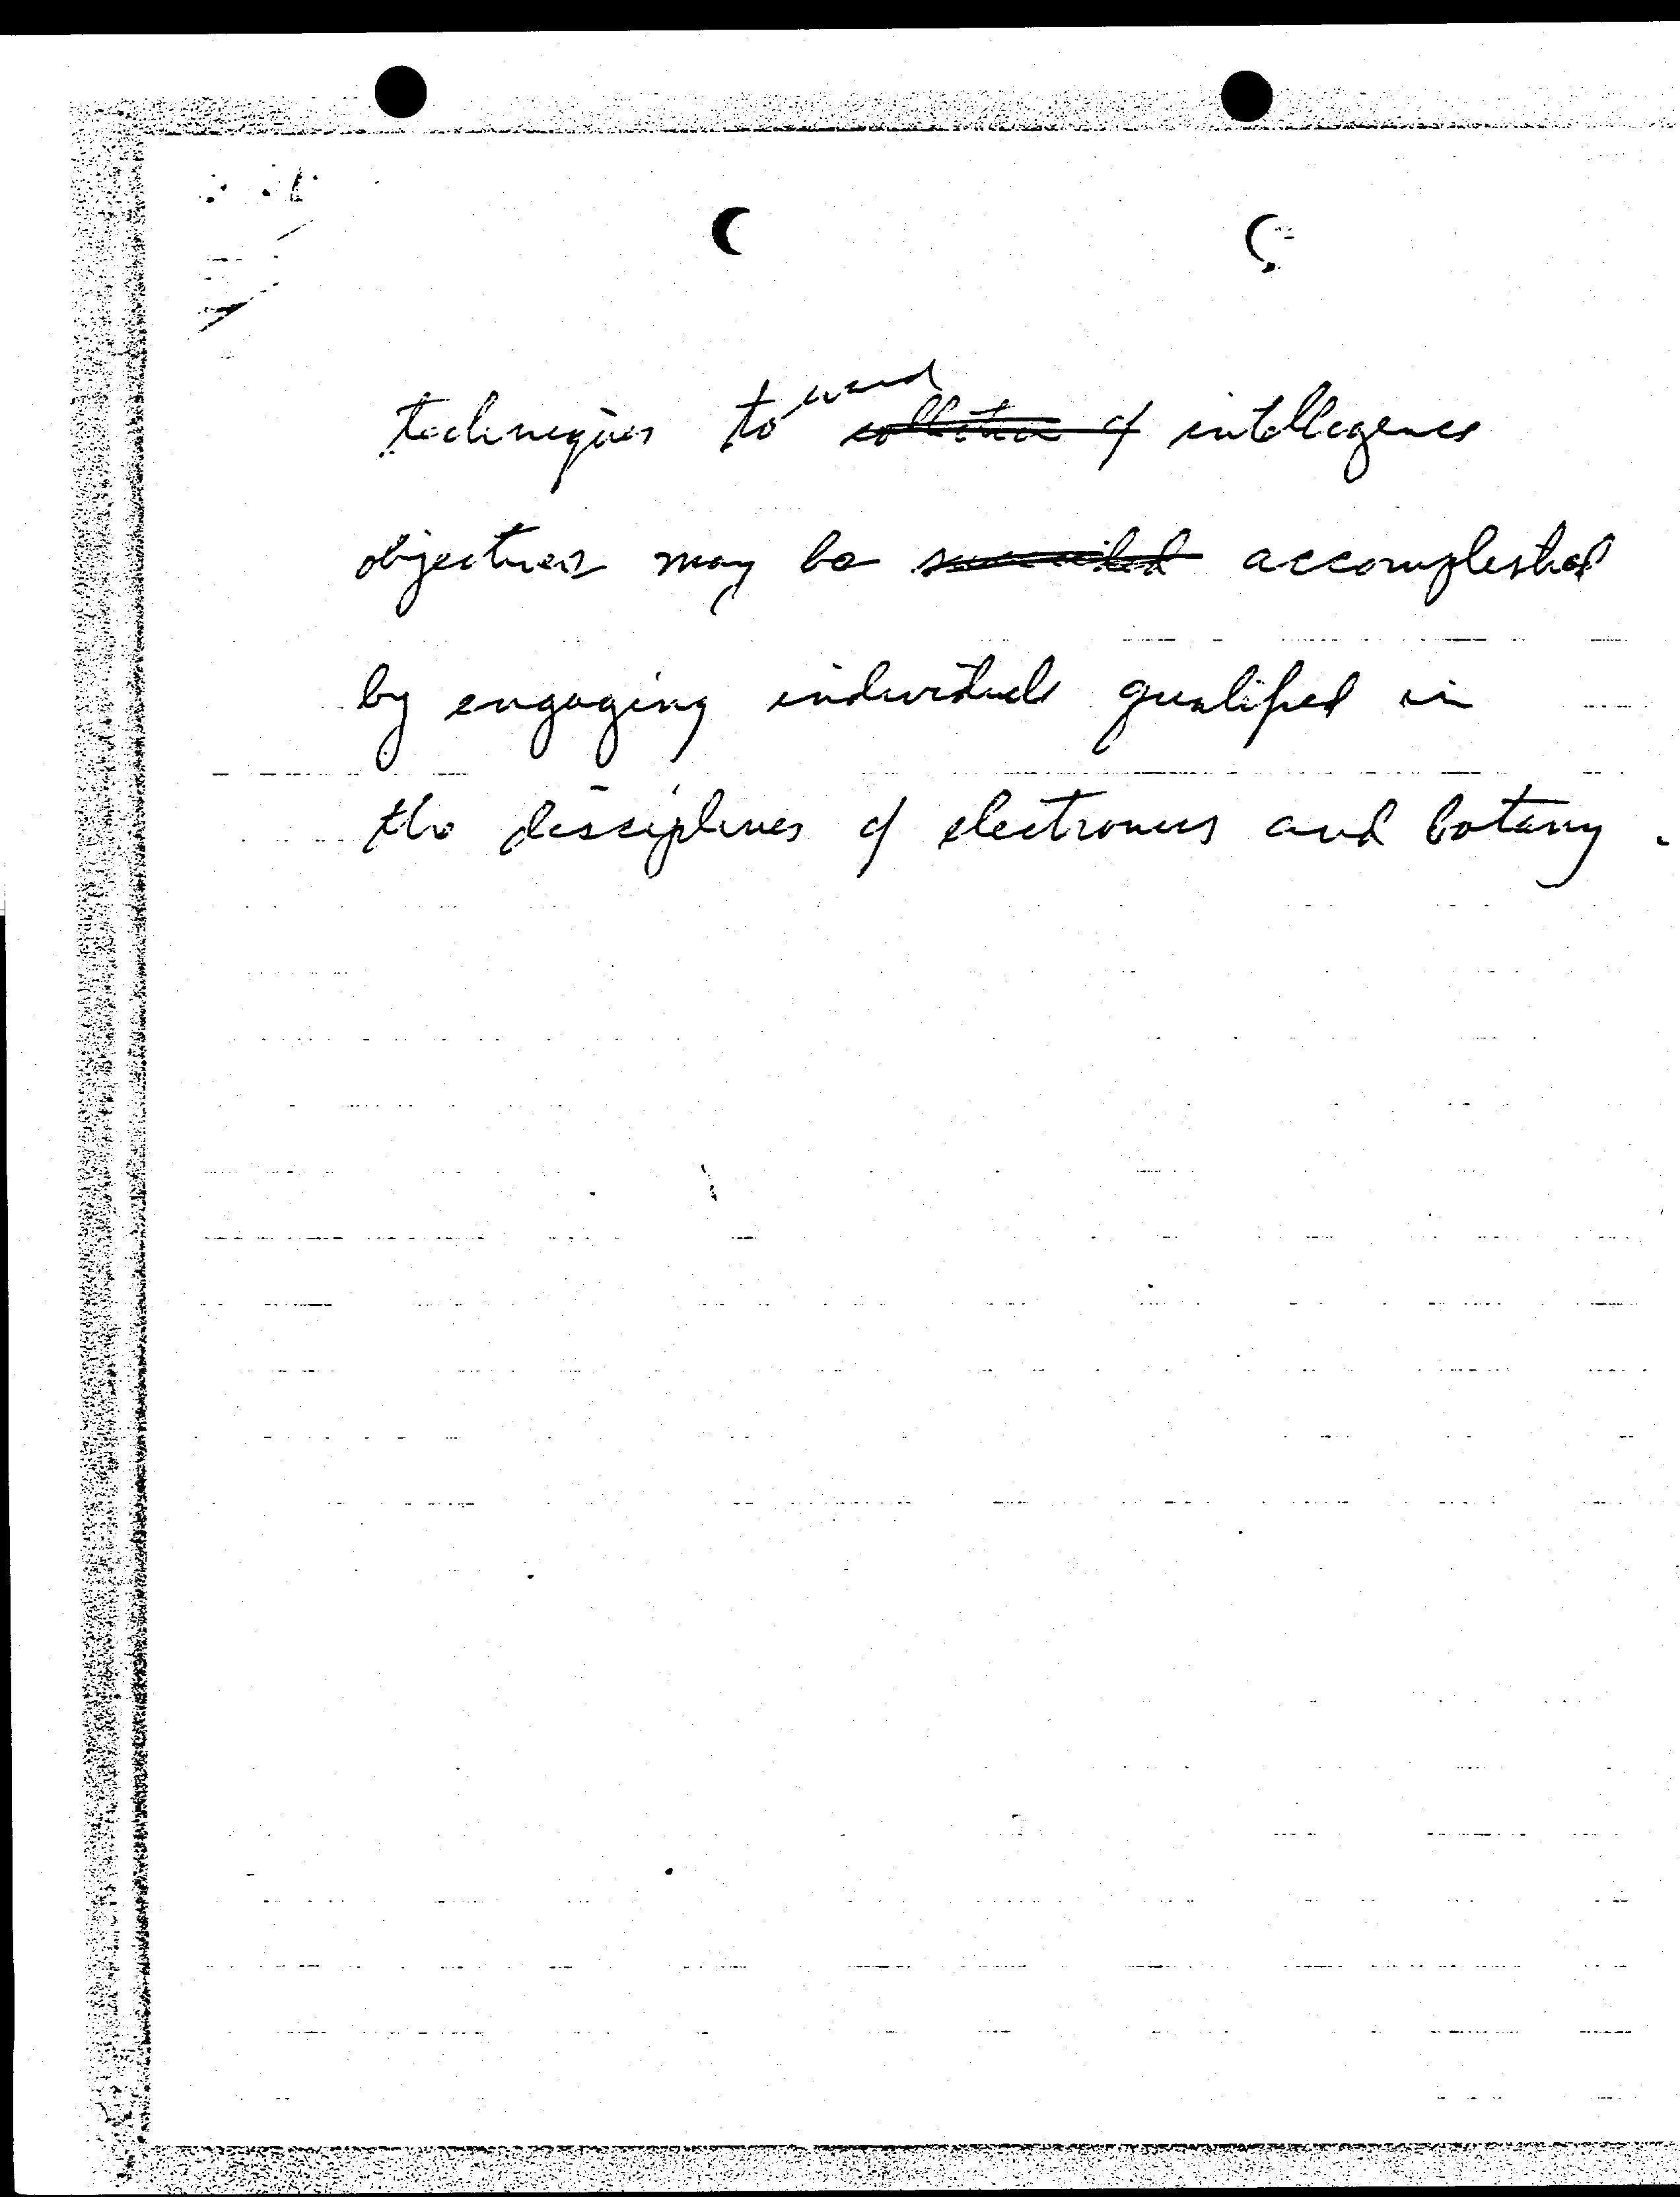 techniques toward ~~collection of~~ intelligence
objectives may be accomplished
by engaging individuals qualified in
the disciplines of electronics and botany.